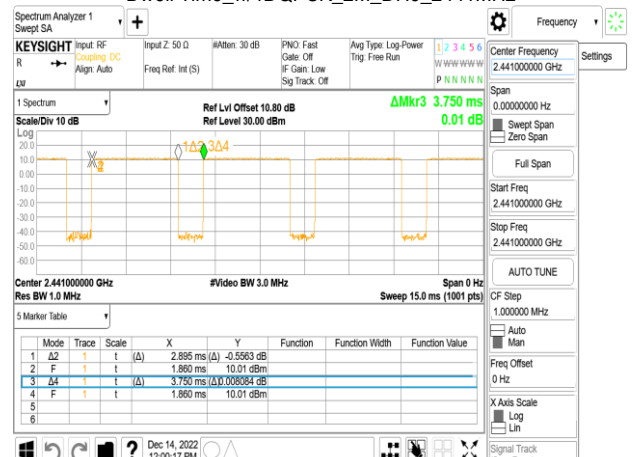 Spectrum Analyzer 1
Swept SA
Frequency
KEYSIGHT
Input: RF
Input Z: 50 Ω
#Atten: 30 dB
PNO: Fast
Avg Type: Log-Power
1 2 3 4 5 6
R
Coupling: DC
Gate: Off
Trig: Free Run
Align: Auto
Freq Ref: Int (S)
IF Gain: Low
W W W W W W
Sig Track: Off
P N N N N N
LXI
Center Frequency
2.441000000 GHz
Settings
1 Spectrum
Ref Lvl Offset 10.80 dB
ΔMkr3 3.750 ms
Scale/Div 10 dB
Ref Level 30.00 dBm
0.01 dB
Log
20.0
10.0
0.00
-10.0
-20.0
-30.0
-40.0
-50.0
-60.0
3Δ4
Center 2.441000000 GHz
#Video BW 3.0 MHz
Span 0 Hz
Res BW 1.0 MHz
Sweep 15.0 ms (1001 pts)
Span
0.00000000 Hz
Swept Span
Zero Span
Full Span
Start Freq
2.441000000 GHz
Stop Freq
2.441000000 GHz
AUTO TUNE
CF Step
1.000000 MHz
Auto
Man
Freq Offset
0 Hz
X Axis Scale
Log
Lin
Signal Track
5 Marker Table
Mode Trace Scale X Y Function Function Width Function Value
1 Δ2 1 t (Δ) 2.895 ms (Δ) -0.5563 dB
2 F 1 t 1.860 ms 10.01 dBm
3 Δ4 1 t (Δ) 3.750 ms (Δ) 0.008084 dB
4 F 1 t 1.860 ms 10.01 dBm
5
6
Dec 14, 2022
12:00:17 PM